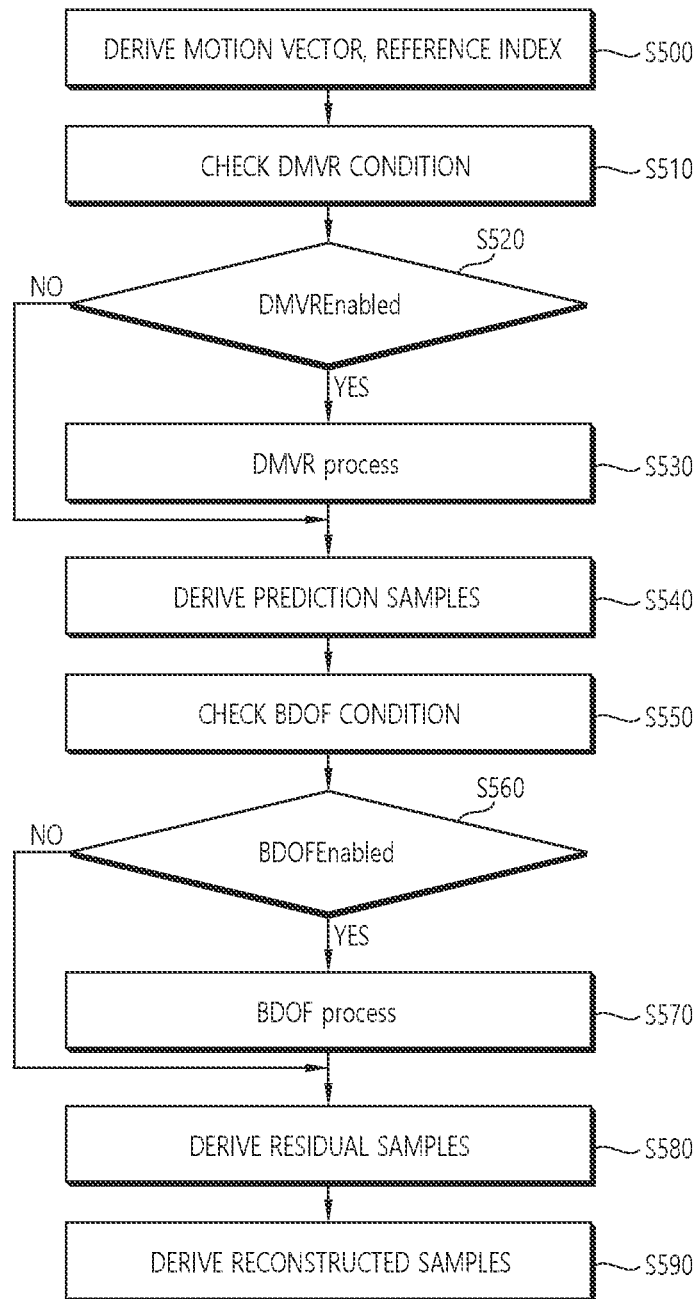 DERIVE MOTION VECTOR, REFERENCE INDEX
S500
CHECK DMVR CONDITION
S510
S520
NO
DMVREnabled
YES
DMVR process
S530
DERIVE PREDICTION SAMPLES
S540
CHECK BDOF CONDITION
S550
S560
NO
BDOFEnabled
YES
BDOF process
S570
DERIVE RESIDUAL SAMPLES
S580
DERIVE RECONSTRUCTED SAMPLES
S590